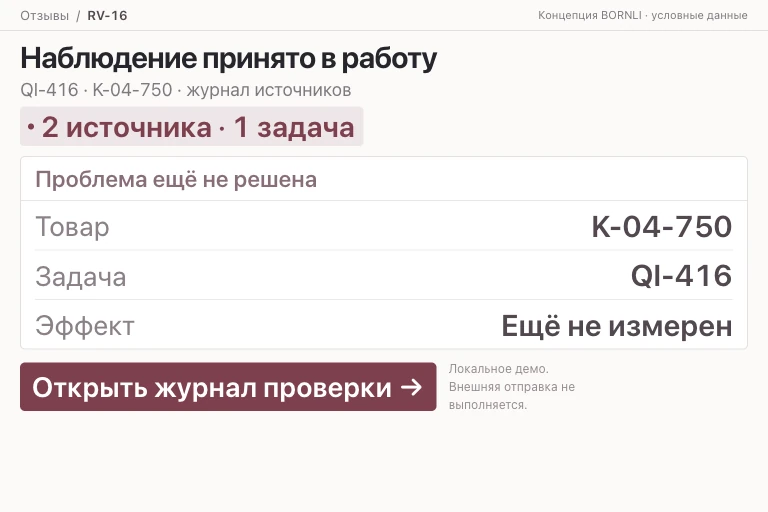 Отзывы / RV-16
Концепция BORNLI · условные данные
Наблюдение принято в работу
QI-416 · K-04-750 · журнал источников
• 2 источника · 1 задача
Проблема ещё не решена
Товар K-04-750
Задача QI-416
Эффект Ещё не измерен
Открыть журнал проверки →
Локальное демо.
Внешняя отправка не
выполняется.